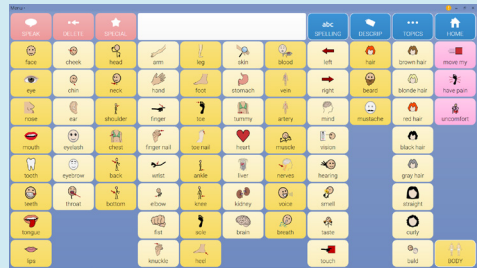 Menu 1
SPEAK DELETE SPECIAL abc SPELLING DESCRIP TOPICS HOME
face cheek head arm leg skin blood left hair brown hair move my
eye chin neck hand foot stomach vein right beard blonde hair have pain
nose ear shoulder finger toe tummy artery mind mustache red hair uncomfort
mouth eyelash chest finger nail toe nail heart muscle vision black hair
tooth eyebrow back wrist ankle liver nerves hearing gray hair
teeth throat bottom elbow knee kidney voice smell straight
tongue fist sole brain breath taste curly
lips knuckle heel touch bald BODY